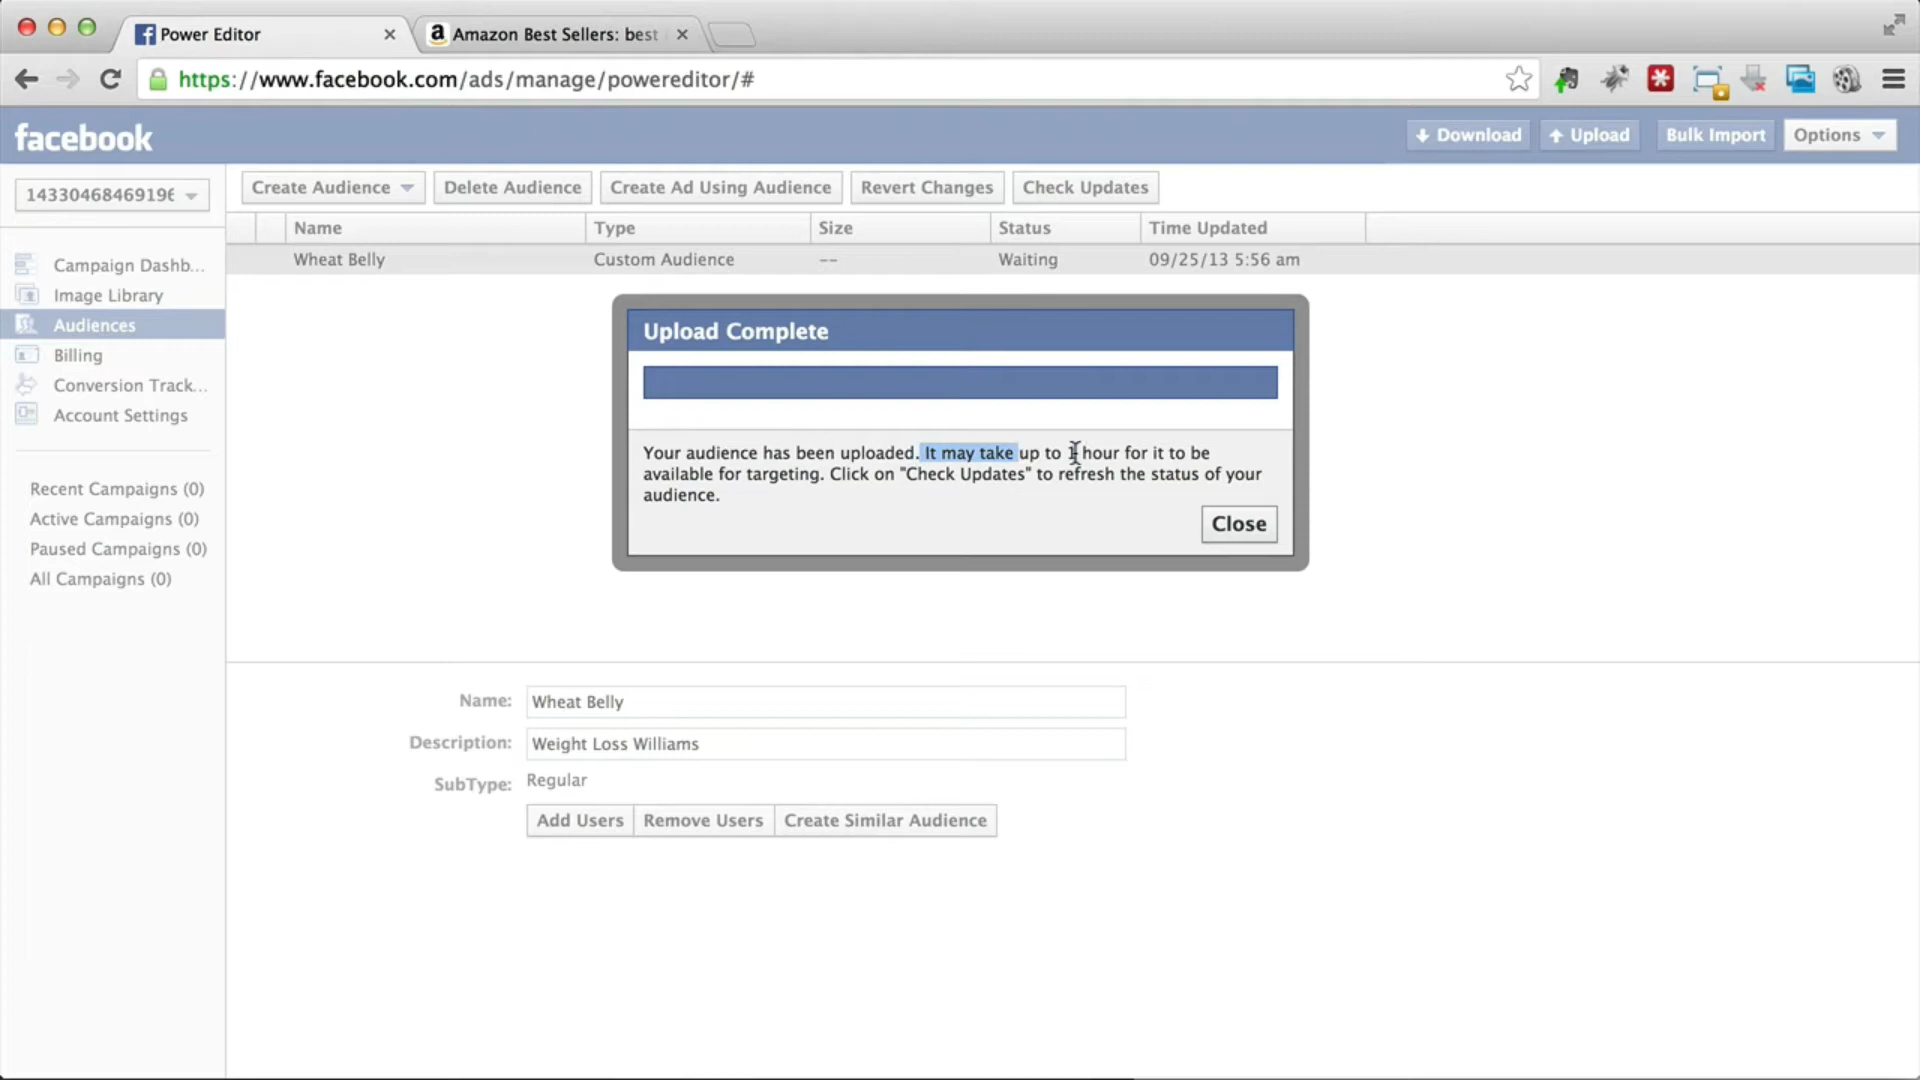 Power Editor
Amazon Best Sellers: best
https://www.facebook.com/ads/manage/powereditor/#
facebook
Download
Upload
Bulk Import
Options
1433046846919€
Create Audience
Delete Audience
Create Ad Using Audience
Revert Changes
Check Updates
Name
Type
Size
Status
Time Updated
Wheat Belly
Custom Audience
--
Waiting
09/25/13 5:56 am
Campaign Dashb...
Image Library
Audiences
Billing
Conversion Track...
Account Settings
Recent Campaigns (0)
Active Campaigns (0)
Paused Campaigns (0)
All Campaigns (0)
Upload Complete
Your audience has been uploaded. It may take up to 1 hour for it to be
available for targeting. Click on "Check Updates" to refresh the status of your
audience.
Close
Name:
Wheat Belly
Description:
Weight Loss Williams
SubType:
Regular
Add Users
Remove Users
Create Similar Audience